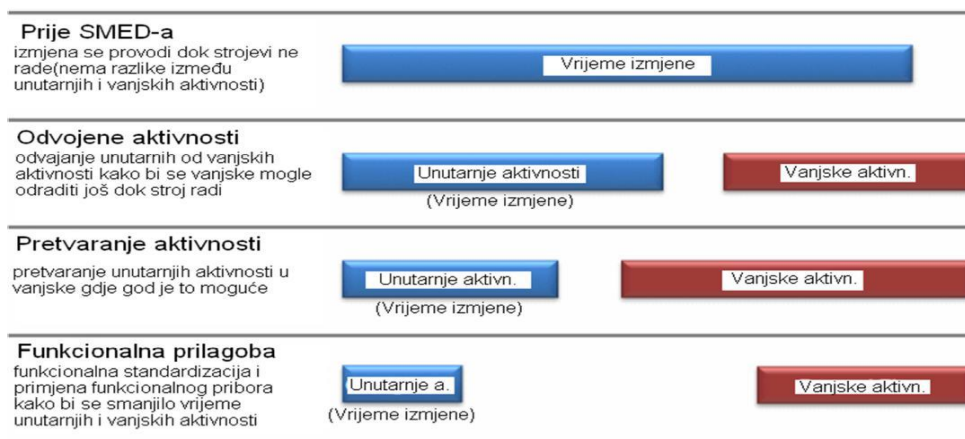 Prije SMED-a
izmjena se provodi dok strojevi ne
rade(nema razlike između
unutarnjih i vanjskih aktivnosti)
Vrijeme izmjene
Odvojene aktivnosti
odvajanje unutarnih od vanjskih
aktivnosti kako bi se vanjske mogle
odraditi još dok stroj radi
Unutarnje aktivnosti
(Vrijeme izmjene)
Vanjske aktivn.
Pretvaranje aktivnosti
pretvaranje unutarnjih aktivnosti u
vanjske gdje god je to moguće
Unutarnje aktivn.
(Vrijeme izmjene)
Vanjske aktivn.
Funkcionalna prilagoba
funkcionalna standardizacija i
primjena funkcionalnog pribora
kako bi se smanjilo vrijeme
unutarnjih i vanjskih aktivnosti
Unutarnje a.
(Vrijeme izmjene)
Vanjske aktivn.